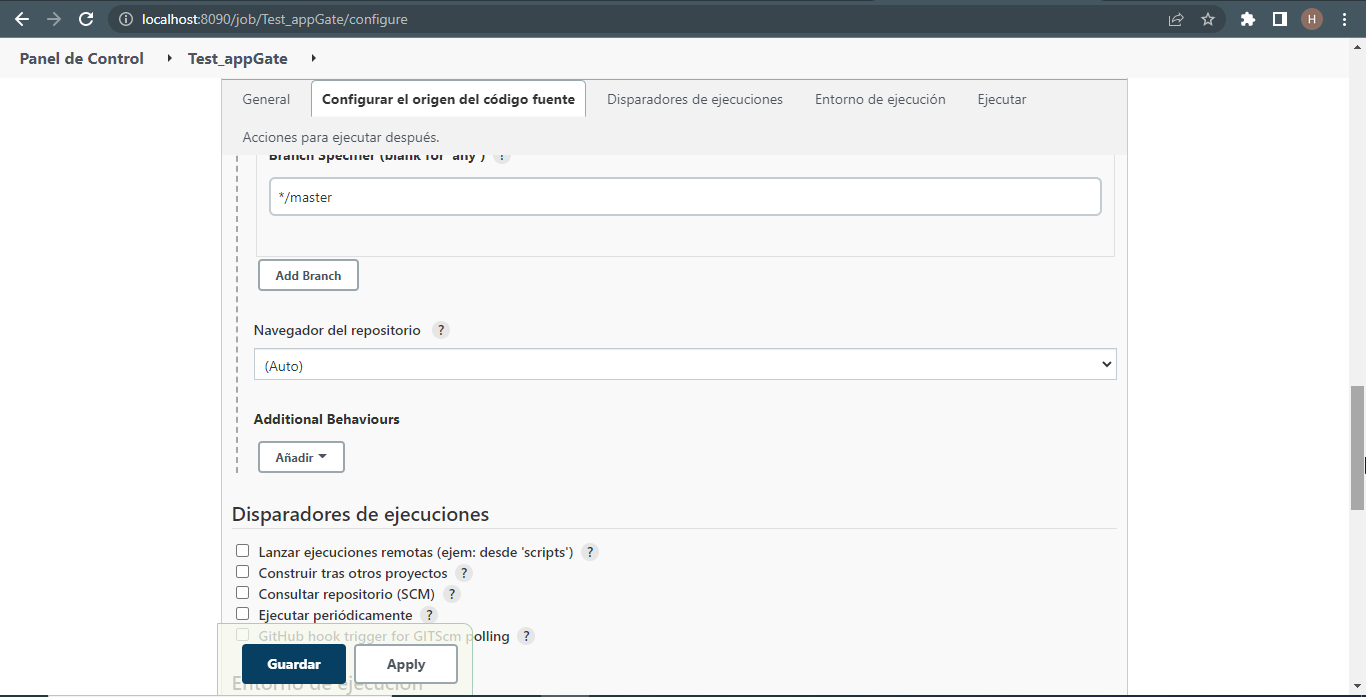 localhost:8090/job/Test_appGate/configure
H
Panel de Control Test_appGate
General Configurar el origen del código fuente Disparadores de ejecuciones Entorno de ejecución Ejecutar
Acciones para ejecutar después.
Branch Specifier (blank for 'any') ?
*/master
Add Branch
Navegador del repositorio ?
(Auto)
Additional Behaviours
Añadir
Disparadores de ejecuciones
Lanzar ejecuciones remotas (ejem: desde 'scripts') ?
Construir tras otros proyectos ?
Consultar repositorio (SCM) ?
Ejecutar periódicamente ?
GitHub hook trigger for GITScm polling ?
Guardar Apply
Entorno de ejecución